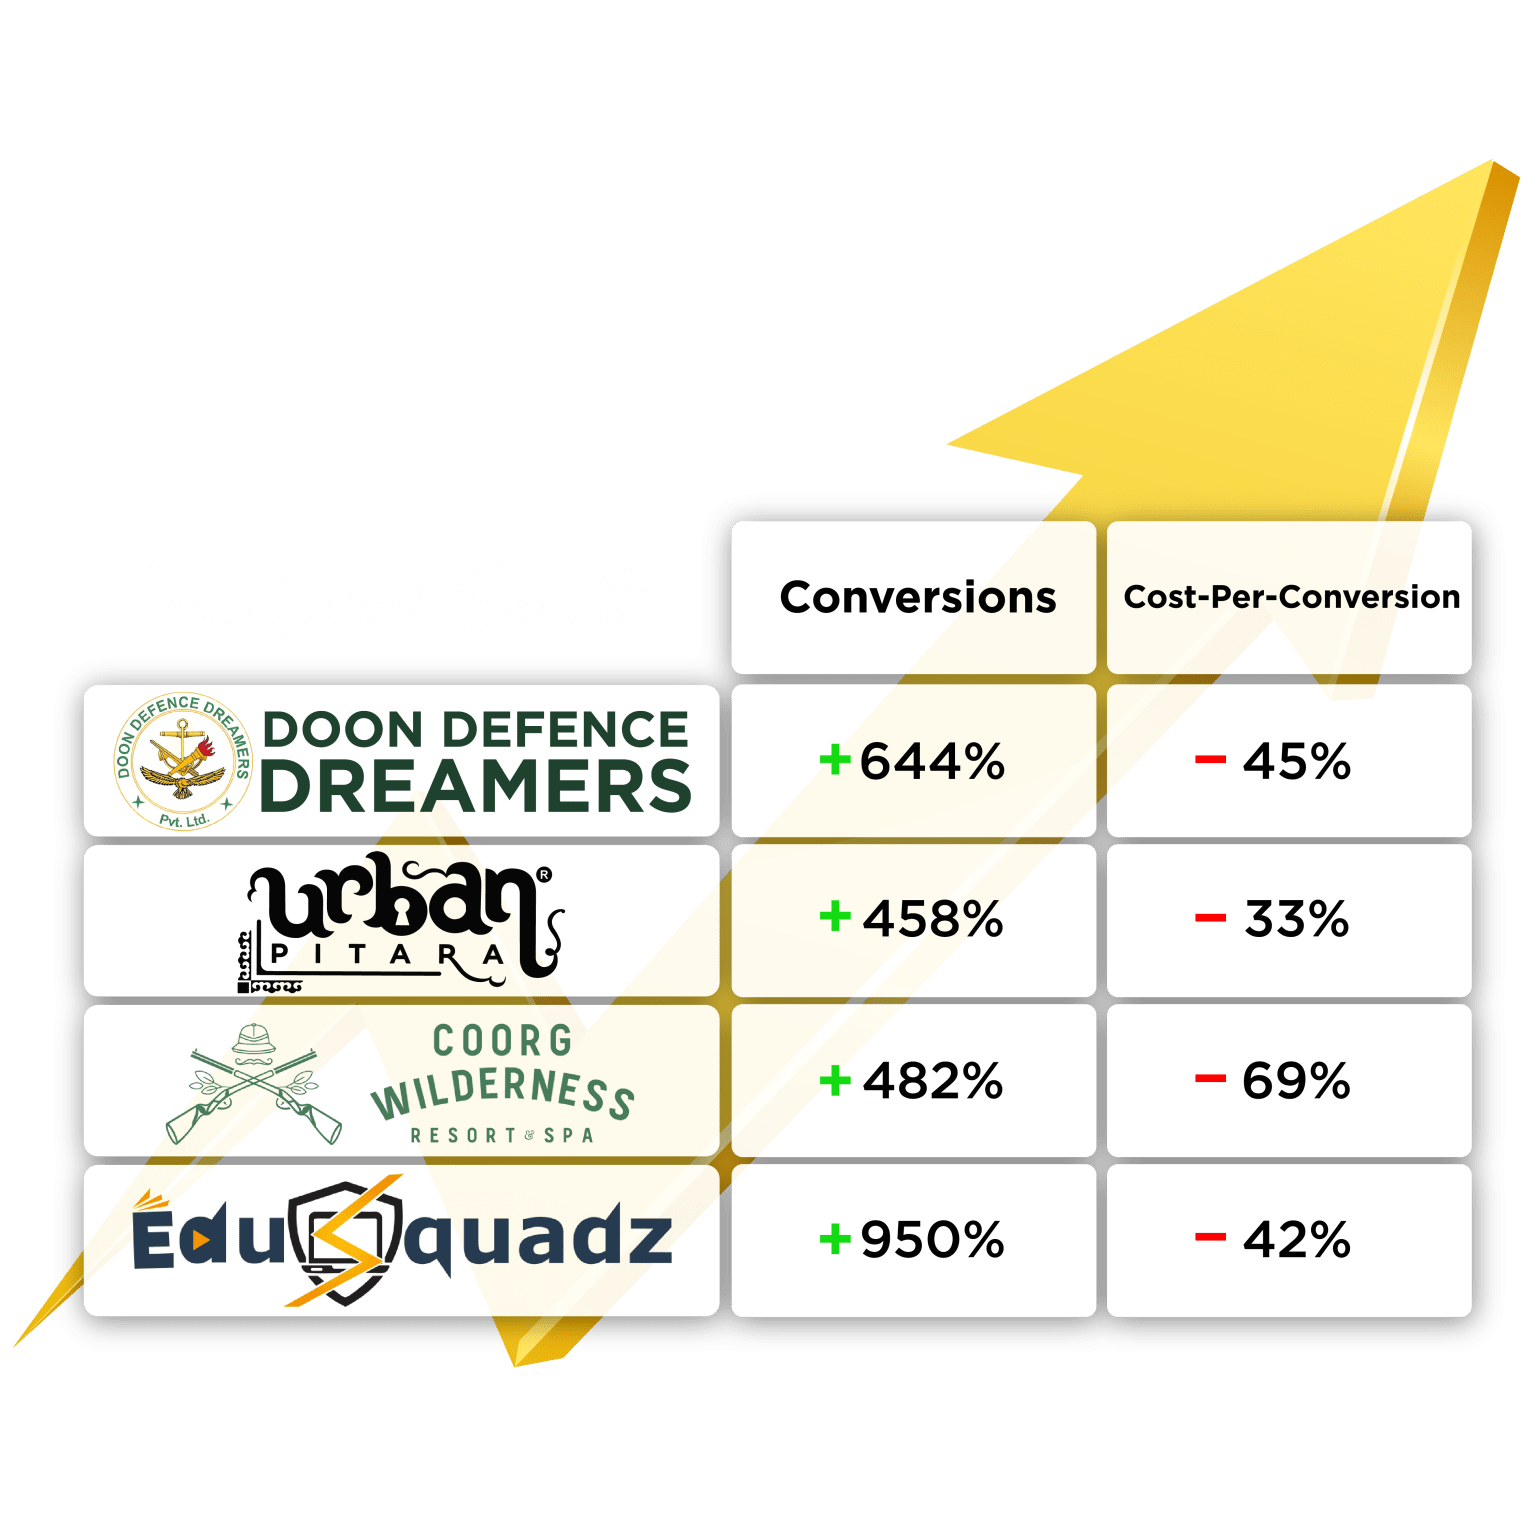 Conversions
Cost-Per-Conversion
DOON DEFENCE DREAMERS
Pvt. Ltd.
DOON DEFENCE
DREAMERS
+644%
- 45%
urban®
PITARA
+458%
- 33%
COORG
WILDERNESS
RESORT & SPA
+482%
- 69%
EduSquadz
+950%
- 42%